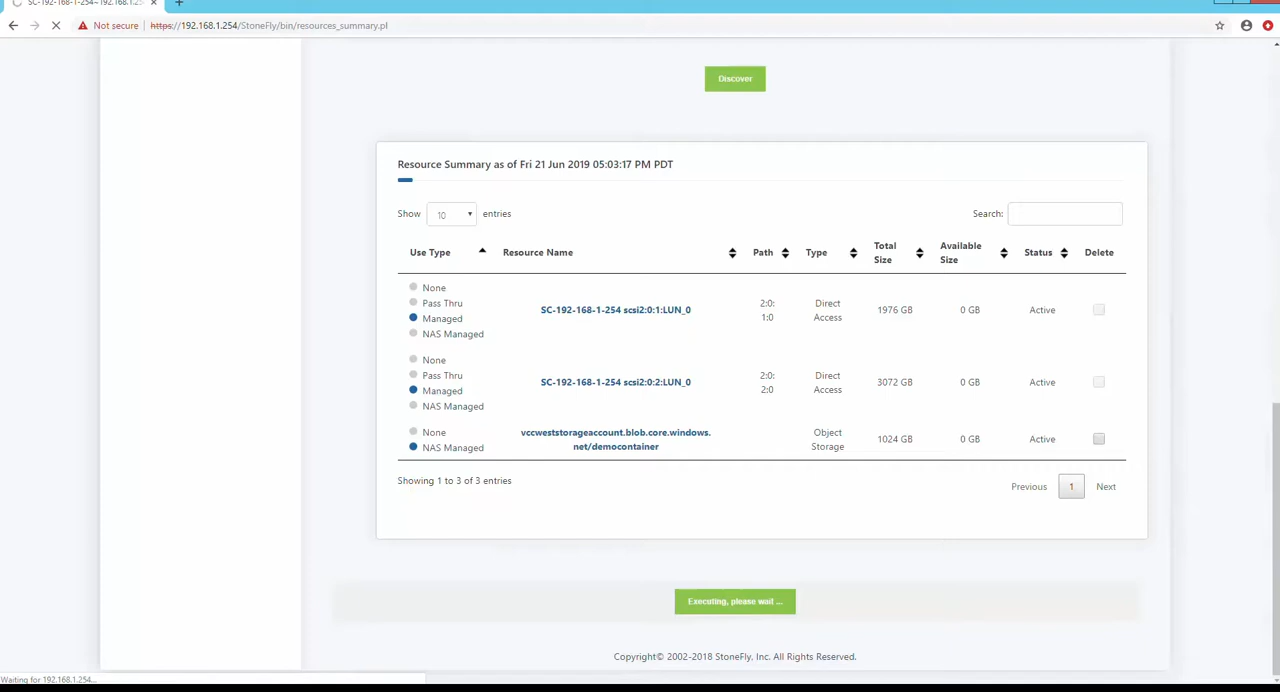 SC-192-168-1-254~192.168.1.25
Not secure https://192.168.1.254/StoneFly/bin/resources_summary.pl
Discover
Resource Summary as of Fri 21 Jun 2019 05:03:17 PM PDT
Show 10 entries Search:
Use Type Resource Name Path Type Total Size Available Size Status Delete
None
Pass Thru
Managed
NAS Managed
SC-192-168-1-254 scsi2:0:1:LUN_0
2:0:
1:0
Direct
Access
1976 GB 0 GB Active
None
Pass Thru
Managed
NAS Managed
SC-192-168-1-254 scsi2:0:2:LUN_0
2:0:
2:0
Direct
Access
3072 GB 0 GB Active
None
NAS Managed
vccweststorageaccount.blob.core.windows.
net/democontainer
Object
Storage
1024 GB 0 GB Active
Showing 1 to 3 of 3 entries
Previous 1 Next
Executing, please wait ...
Copyright© 2002-2018 StoneFly, Inc. All Rights Reserved.
Waiting for 192.168.1.254...